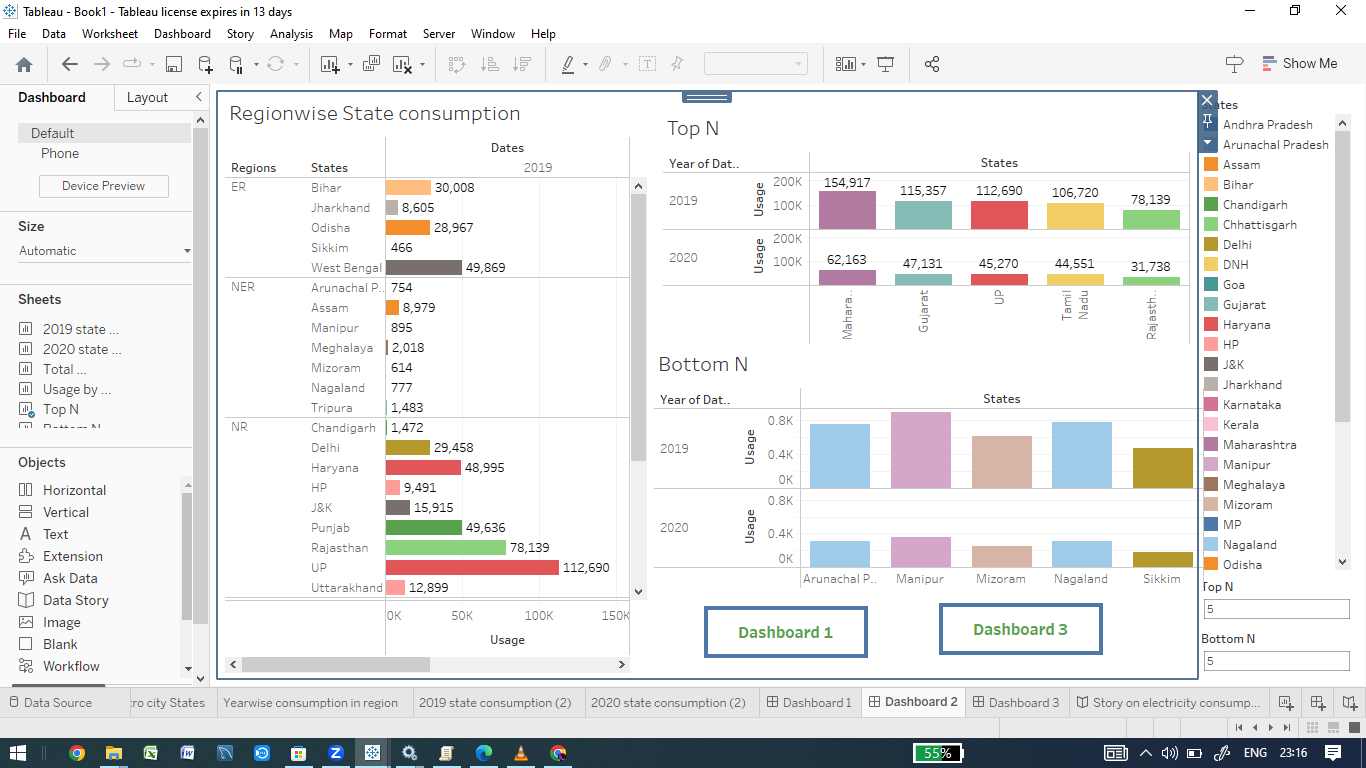 Tableau - Book1 - Tableau license expires in 13 days
File Data Worksheet Dashboard Story Analysis Map Format Server Window Help
Show Me
Dashboard Layout
Default
Phone
Device Preview
Size
Automatic
Sheets
2019 state ...
2020 state ...
Total ...
Usage by ...
Top N
Bottom N
Objects
Horizontal
Vertical
Text
Extension
Ask Data
Data Story
Image
Blank
Workflow
Regionwise State consumption
Dates
Regions States 2019
ER Bihar 30,008
Jharkhand 8,605
Odisha 28,967
Sikkim 466
West Bengal 49,869
NER Arunachal P.. 754
Assam 8,979
Manipur 895
Meghalaya 2,018
Mizoram 614
Nagaland 777
Tripura 1,483
NR Chandigarh 1,472
Delhi 29,458
Haryana 48,995
HP 9,491
J&K 15,915
Punjab 49,636
Rajasthan 78,139
UP 112,690
Uttarakhand 12,899
0K 50K 100K 150K
Usage
Top N
Year of Dat.. States
2019 Usage 200K 100K 154,917 115,357 112,690 106,720 78,139
2020 Usage 200K 100K 62,163 47,131 45,270 44,551 31,738
Mahara.. Gujarat UP Tamil Nadu Rajasth..
Bottom N
Year of Dat.. States
2019 Usage 0.8K 0.4K 0K
2020 Usage 0.8K 0.4K 0K
Arunachal P.. Manipur Mizoram Nagaland Sikkim
Dashboard 1 Dashboard 3
tates
Andhra Pradesh
Arunachal Pradesh
Assam
Bihar
Chandigarh
Chhattisgarh
Delhi
DNH
Goa
Gujarat
Haryana
HP
J&K
Jharkhand
Karnataka
Kerala
Maharashtra
Manipur
Meghalaya
Mizoram
MP
Nagaland
Odisha
Top N
5
Bottom N
5
Data Source ro city States Yearwise consumption in region 2019 state consumption (2) 2020 state consumption (2) Dashboard 1 Dashboard 2 Dashboard 3 Story on electricity consump...
55% ENG 23:16